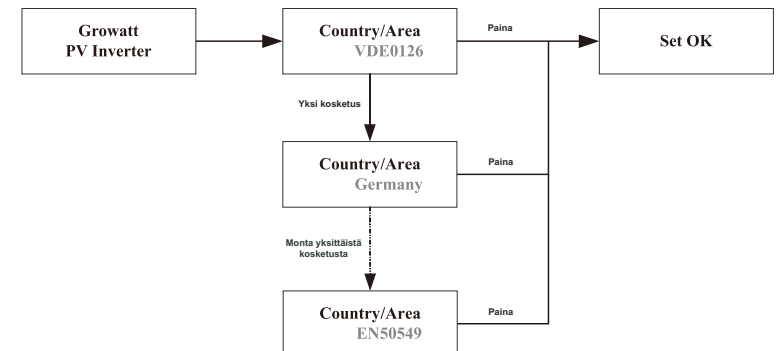 Growatt
PV Inverter
Country/Area
VDE0126
Paina
Set OK
Yksi kosketus
Country/Area
Germany
Paina
Monta yksittäistä
kosketusta
Country/Area
EN50549
Paina